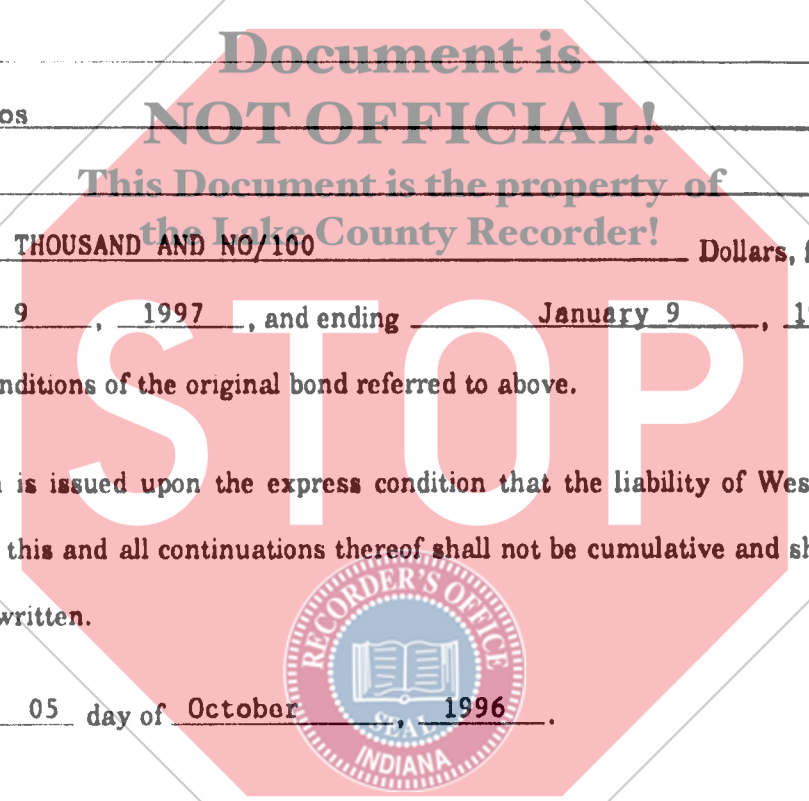 Document is
os
NOT OFFICIAL!
This Document is the property of
the Lake County Recorder!
THOUSAND AND NO/100 Dollars,
9, 1997, and ending January 9,
of the original bond referred to above.
is issued upon the express condition that the liability of
this and all continuations thereof shall not be cumulative and
written.
STOP
05 day of October, 1996.
RECORDER'S OFFICE
SEAL
INDIANA